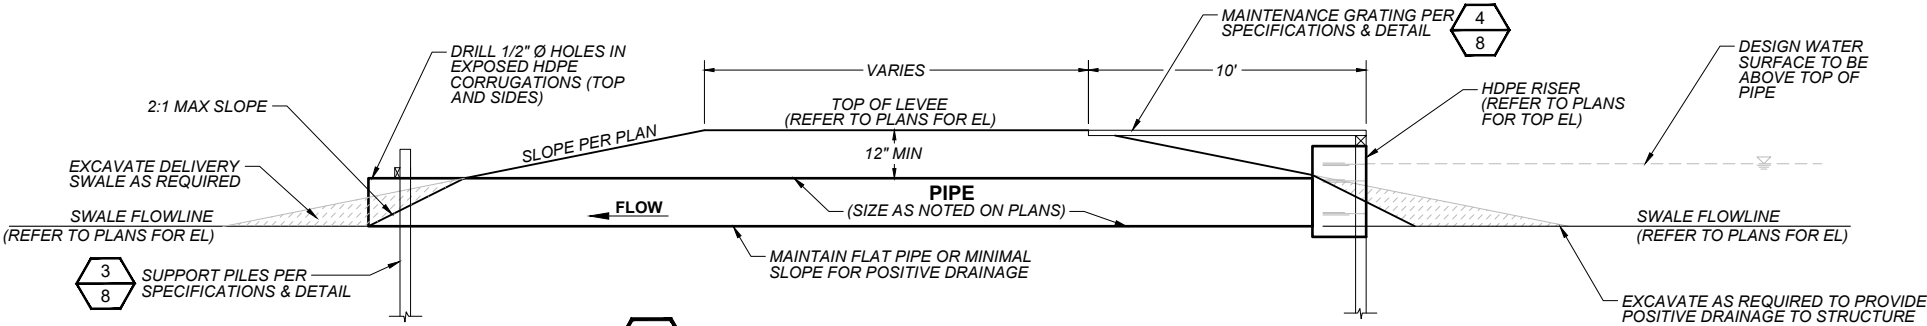 MAINTENANCE GRATING PER
SPECIFICATIONS & DETAIL
4
8
DRILL 1/2" Ø HOLES IN
EXPOSED HDPE
CORRUGATIONS (TOP
AND SIDES)
DESIGN WATER
SURFACE TO BE
ABOVE TOP OF
PIPE
VARIES
10'
HDPE RISER
(REFER TO PLANS
FOR TOP EL)
2:1 MAX SLOPE
TOP OF LEVEE
(REFER TO PLANS FOR EL)
SLOPE PER PLAN
12" MIN
EXCAVATE DELIVERY
SWALE AS REQUIRED
PIPE
(SIZE AS NOTED ON PLANS)
FLOW
SWALE FLOWLINE
(REFER TO PLANS FOR EL)
SWALE FLOWLINE
(REFER TO PLANS FOR EL)
MAINTAIN FLAT PIPE OR MINIMAL
SLOPE FOR POSITIVE DRAINAGE
3
8
SUPPORT PILES PER
SPECIFICATIONS & DETAIL
EXCAVATE AS REQUIRED TO PROVIDE
POSITIVE DRAINAGE TO STRUCTURE